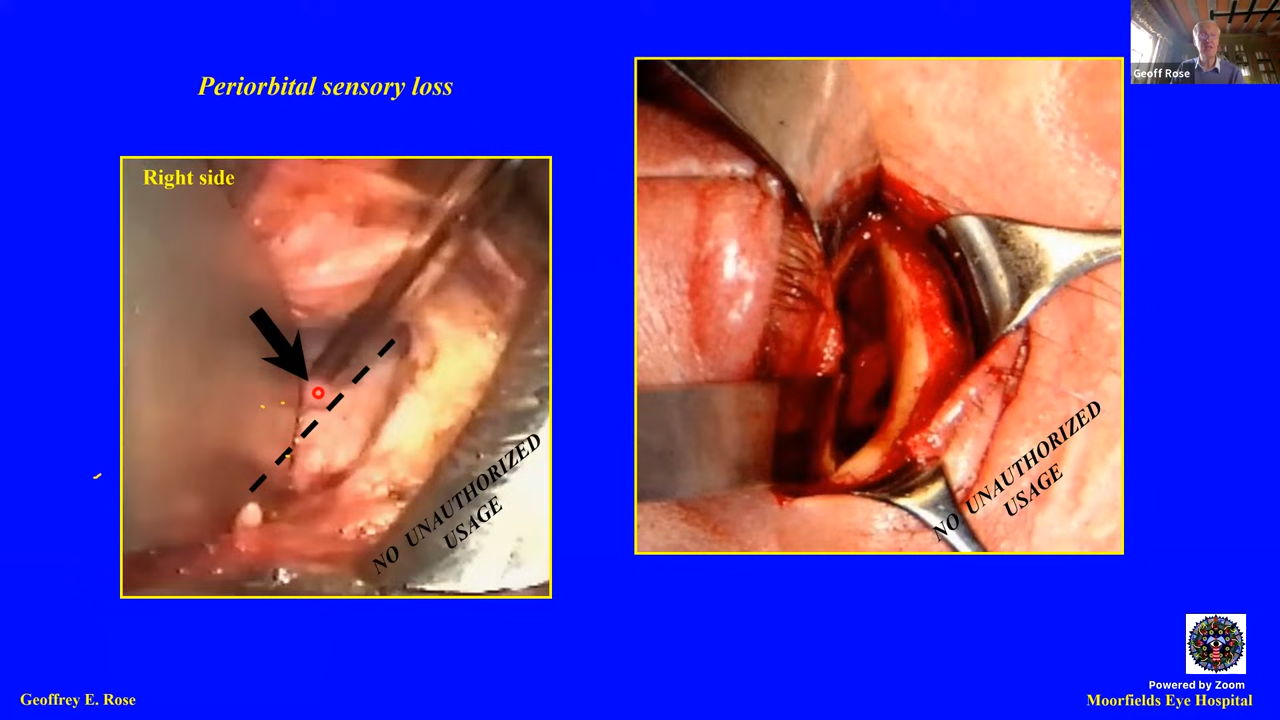 Periorbital sensory loss
Geoff Rose
Right side
NO UNAUTHORIZED
USAGE
NO UNAUTHORIZED
USAGE
Powered by Zoom
Geoffrey E. Rose
Moorfields Eye Hospital